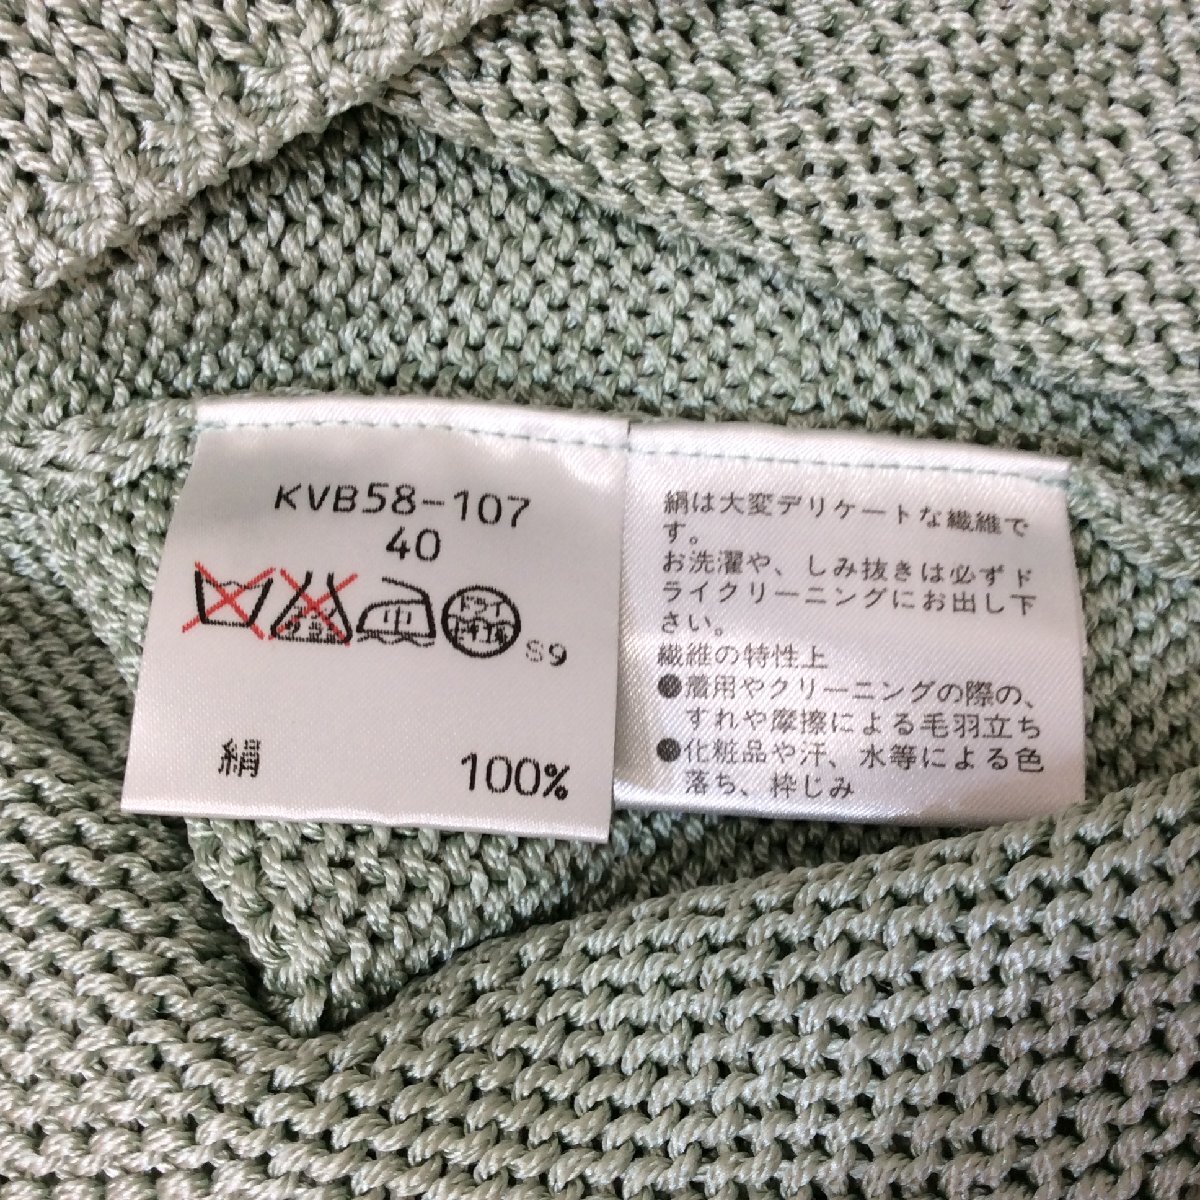 KVB58-107
40
ドライ
S9
絹 100%
絹は大変デリケートな繊維で
す。
お洗濯や、しみ抜きは必ずド
ライクリーニングにお出し下
さい。
繊維の特性上
●着用やクリーニングの際の、
すれや摩擦による毛羽立ち
●化粧品や汗、水等による色
落ち、枠じみ